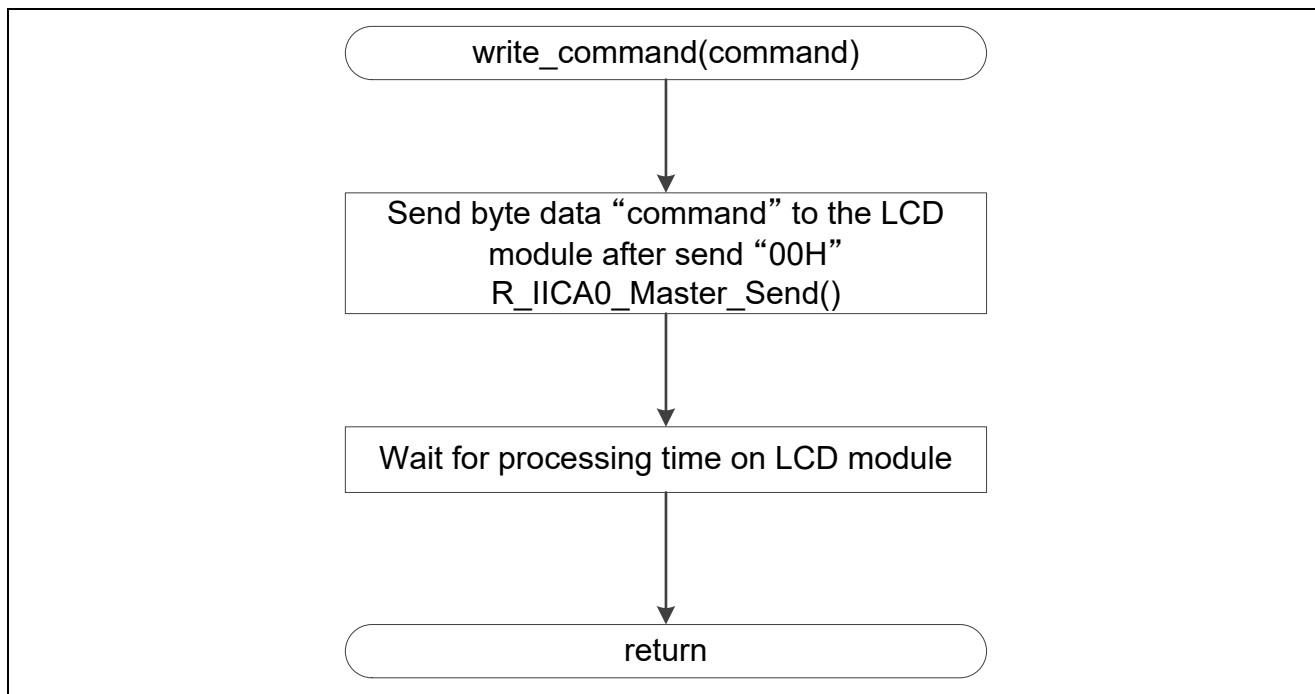 write_command(command)
Send byte data “command” to the LCD
module after send “00H”
R_IICA0_Master_Send()
Wait for processing time on LCD module
return